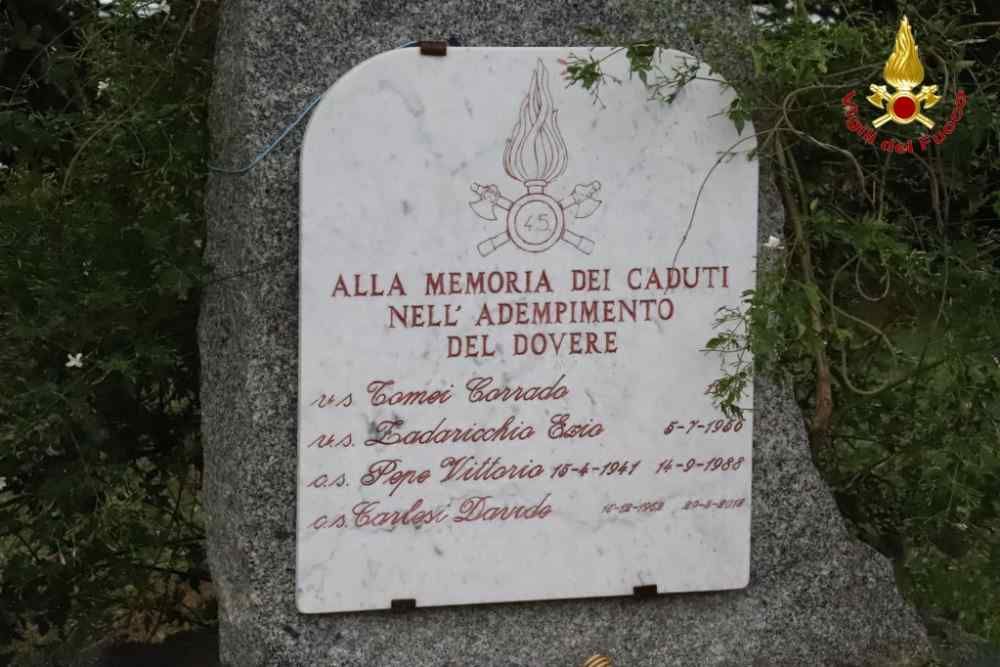 Vigili del Fuoco
45
ALLA MEMORIA DEI CADUTI
NELL' ADEMPIMENTO
DEL DOVERE
v.s Tomei Corrado
v.s. Zadaricchio Ezio 5-7-1966
c.s. Pepe Vittorio 15-4-1941 14-9-1988
c.s. Carlesi Davide